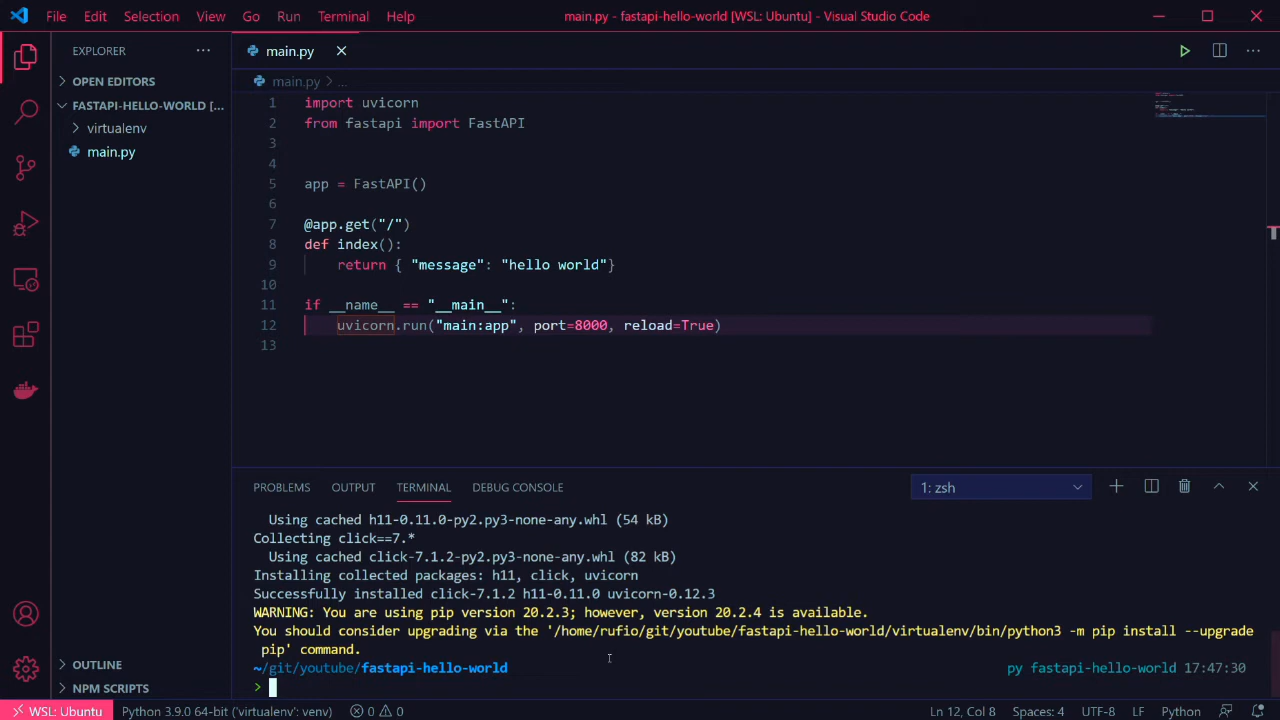 File Edit Selection View Go Run Terminal Help
main.py - fastapi-hello-world [WSL: Ubuntu] - Visual Studio Code
EXPLORER
OPEN EDITORS
FASTAPI-HELLO-WORLD [...
virtualenv
main.py
OUTLINE
NPM SCRIPTS
main.py
main.py > ...
1 import uvicorn
2 from fastapi import FastAPI
3
4
5 app = FastAPI()
6
7 @app.get("/")
8 def index():
9 return { "message": "hello world"}
10
11 if __name__ == "__main__":
12 uvicorn.run("main:app", port=8000, reload=True)
13
PROBLEMS OUTPUT TERMINAL DEBUG CONSOLE
1: zsh
Using cached h11-0.11.0-py2.py3-none-any.whl (54 kB)
Collecting click==7.*
Using cached click-7.1.2-py2.py3-none-any.whl (82 kB)
Installing collected packages: h11, click, uvicorn
Successfully installed click-7.1.2 h11-0.11.0 uvicorn-0.12.3
WARNING: You are using pip version 20.2.3; however, version 20.2.4 is available.
You should consider upgrading via the '/home/rufio/git/youtube/fastapi-hello-world/virtualenv/bin/python3 -m pip install --upgrade
pip' command.
~/git/youtube/fastapi-hello-world py fastapi-hello-world 17:47:30
>
WSL: Ubuntu Python 3.9.0 64-bit ('virtualenv': venv) 0 0 Ln 12, Col 8 Spaces: 4 UTF-8 LF Python